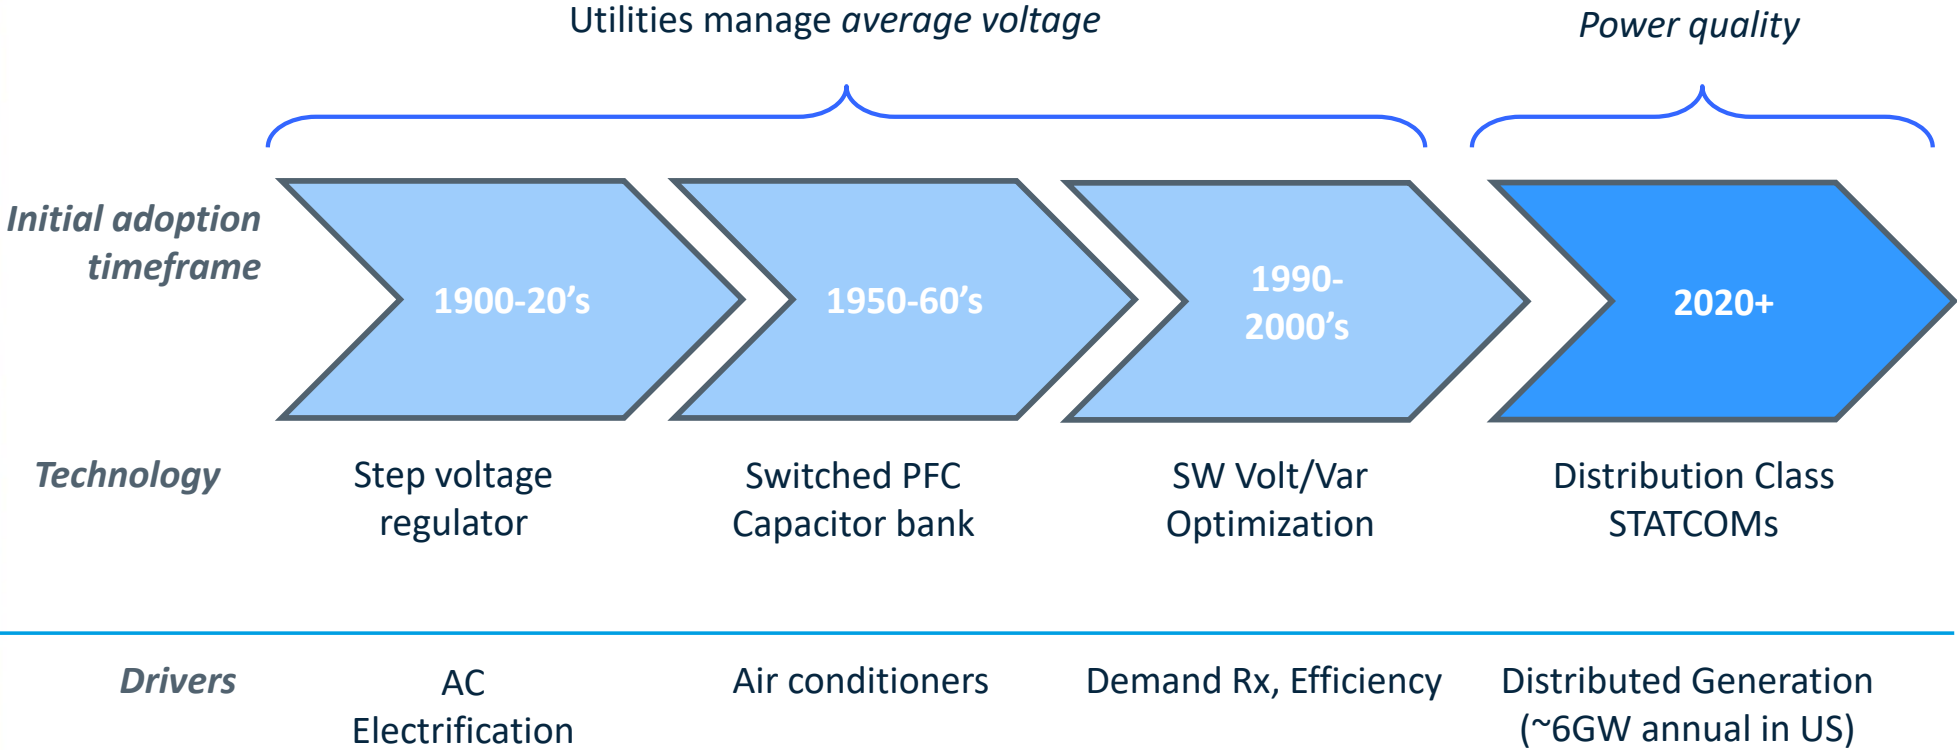 Utilities manage average voltage
Power quality
Initial adoption
timeframe
1900-20’s
1950-60’s
1990-
2000’s
2020+
Technology
Step voltage
regulator
Switched PFC
Capacitor bank
SW Volt/Var
Optimization
Distribution Class
STATCOMs
Drivers
AC
Electrification
Air conditioners
Demand Rx, Efficiency
Distributed Generation
(~6GW annual in US)